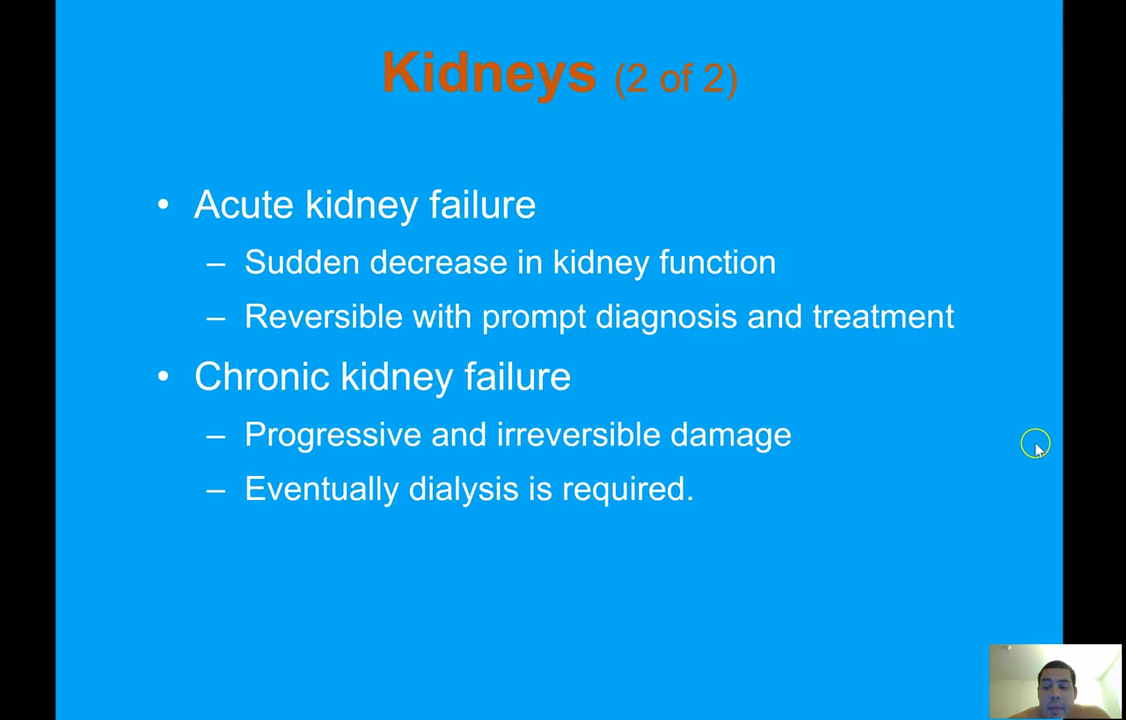 Kidneys (2 of 2)
• Acute kidney failure
– Sudden decrease in kidney function
– Reversible with prompt diagnosis and treatment
• Chronic kidney failure
– Progressive and irreversible damage
– Eventually dialysis is required.